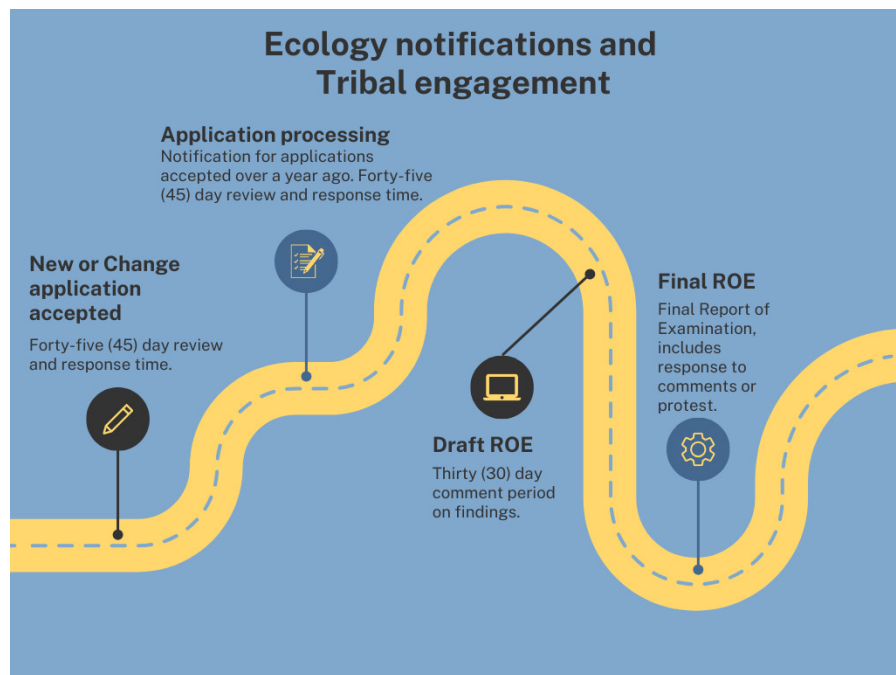 Ecology notifications and
Tribal engagement
Application processing
Notification for applications
accepted over a year ago. Forty-five
(45) day review and response time.
New or Change
application
accepted
Forty-five (45) day review
and response time.
Draft ROE
Thirty (30) day
comment period
on findings.
Final ROE
Final Report of
Examination,
includes
response to
comments or
protest.